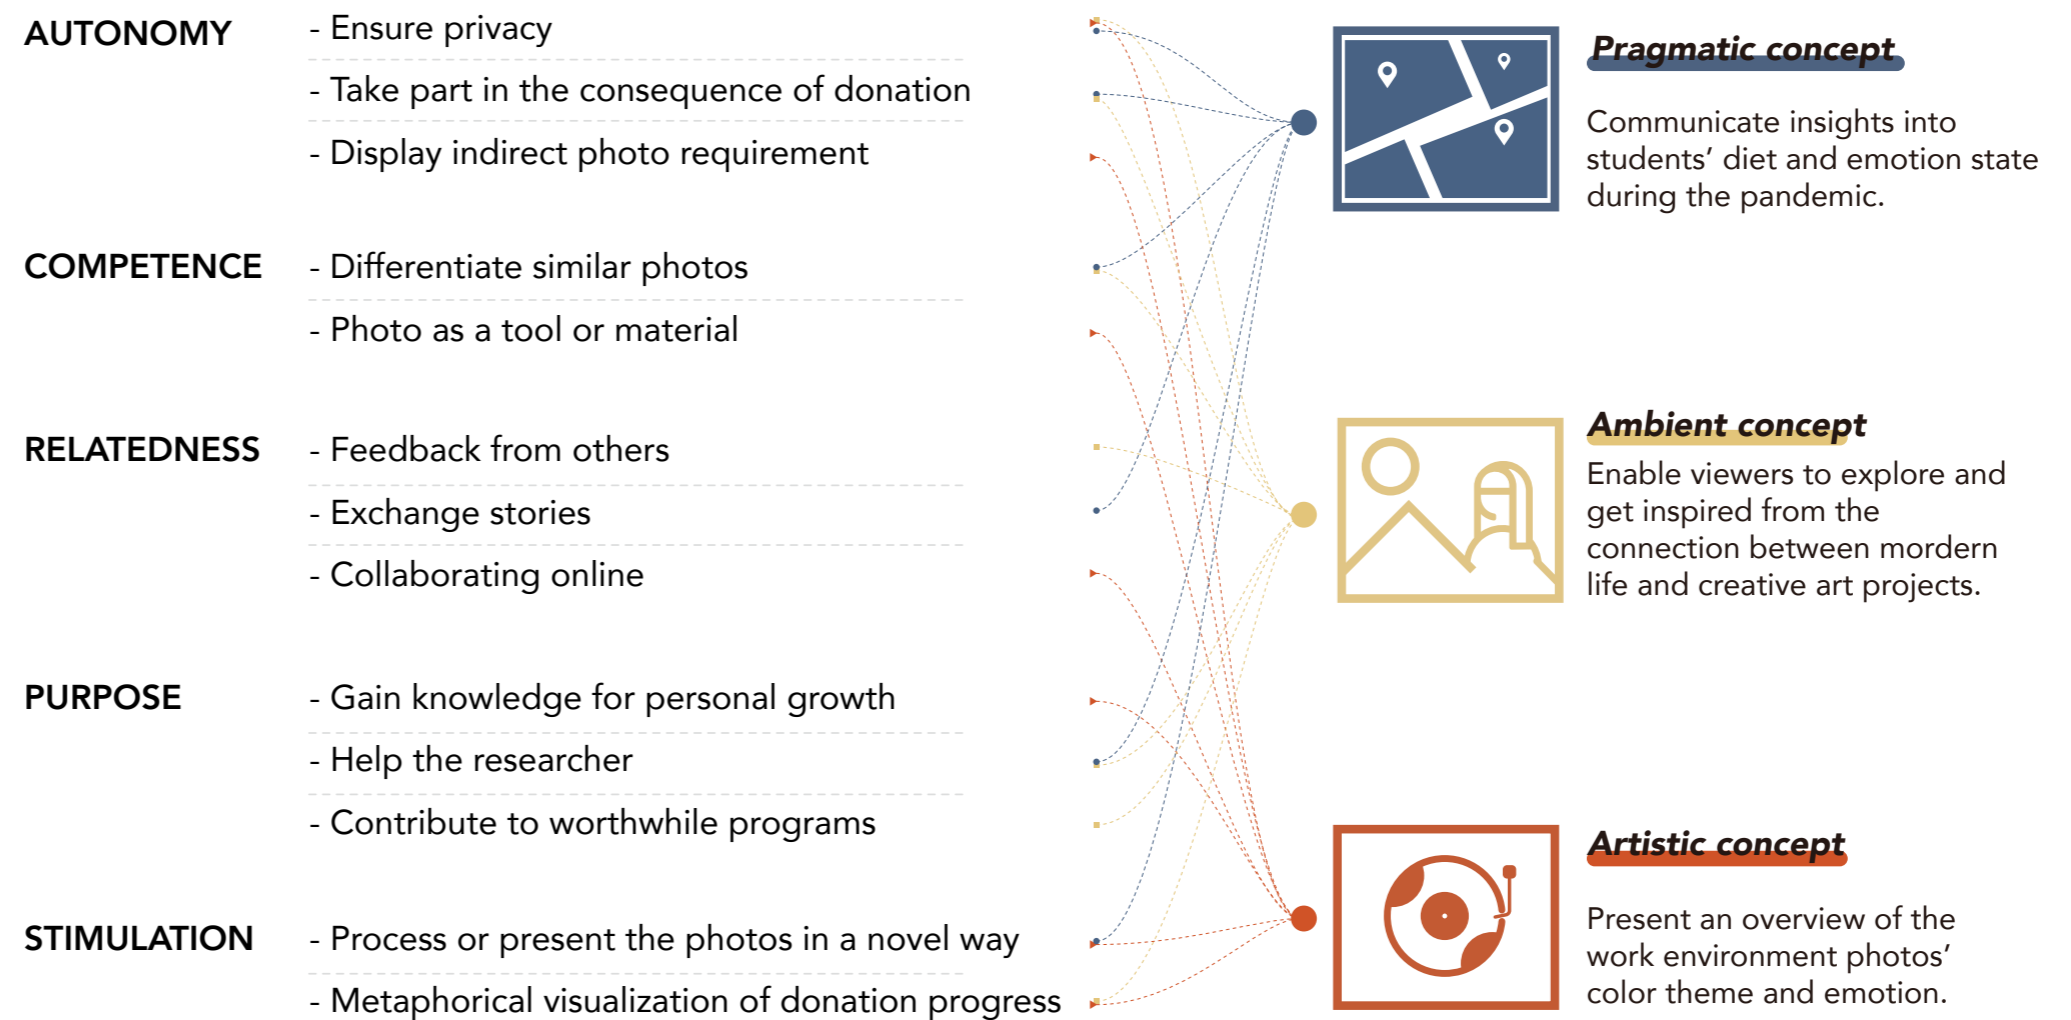 AUTONOMY
- Ensure privacy
- Take part in the consequence of donation
- Display indirect photo requirement
COMPETENCE
- Differentiate similar photos
- Photo as a tool or material
RELATEDNESS
- Feedback from others
- Exchange stories
- Collaborating online
PURPOSE
- Gain knowledge for personal growth
- Help the researcher
- Contribute to worthwhile programs
STIMULATION
- Process or present the photos in a novel way
- Metaphorical visualization of donation progress
Pragmatic concept
Communicate insights into
students’ diet and emotion state
during the pandemic.
Ambient concept
Enable viewers to explore and
get inspired from the
connection between mordern
life and creative art projects.
Artistic concept
Present an overview of the
work environment photos’
color theme and emotion.